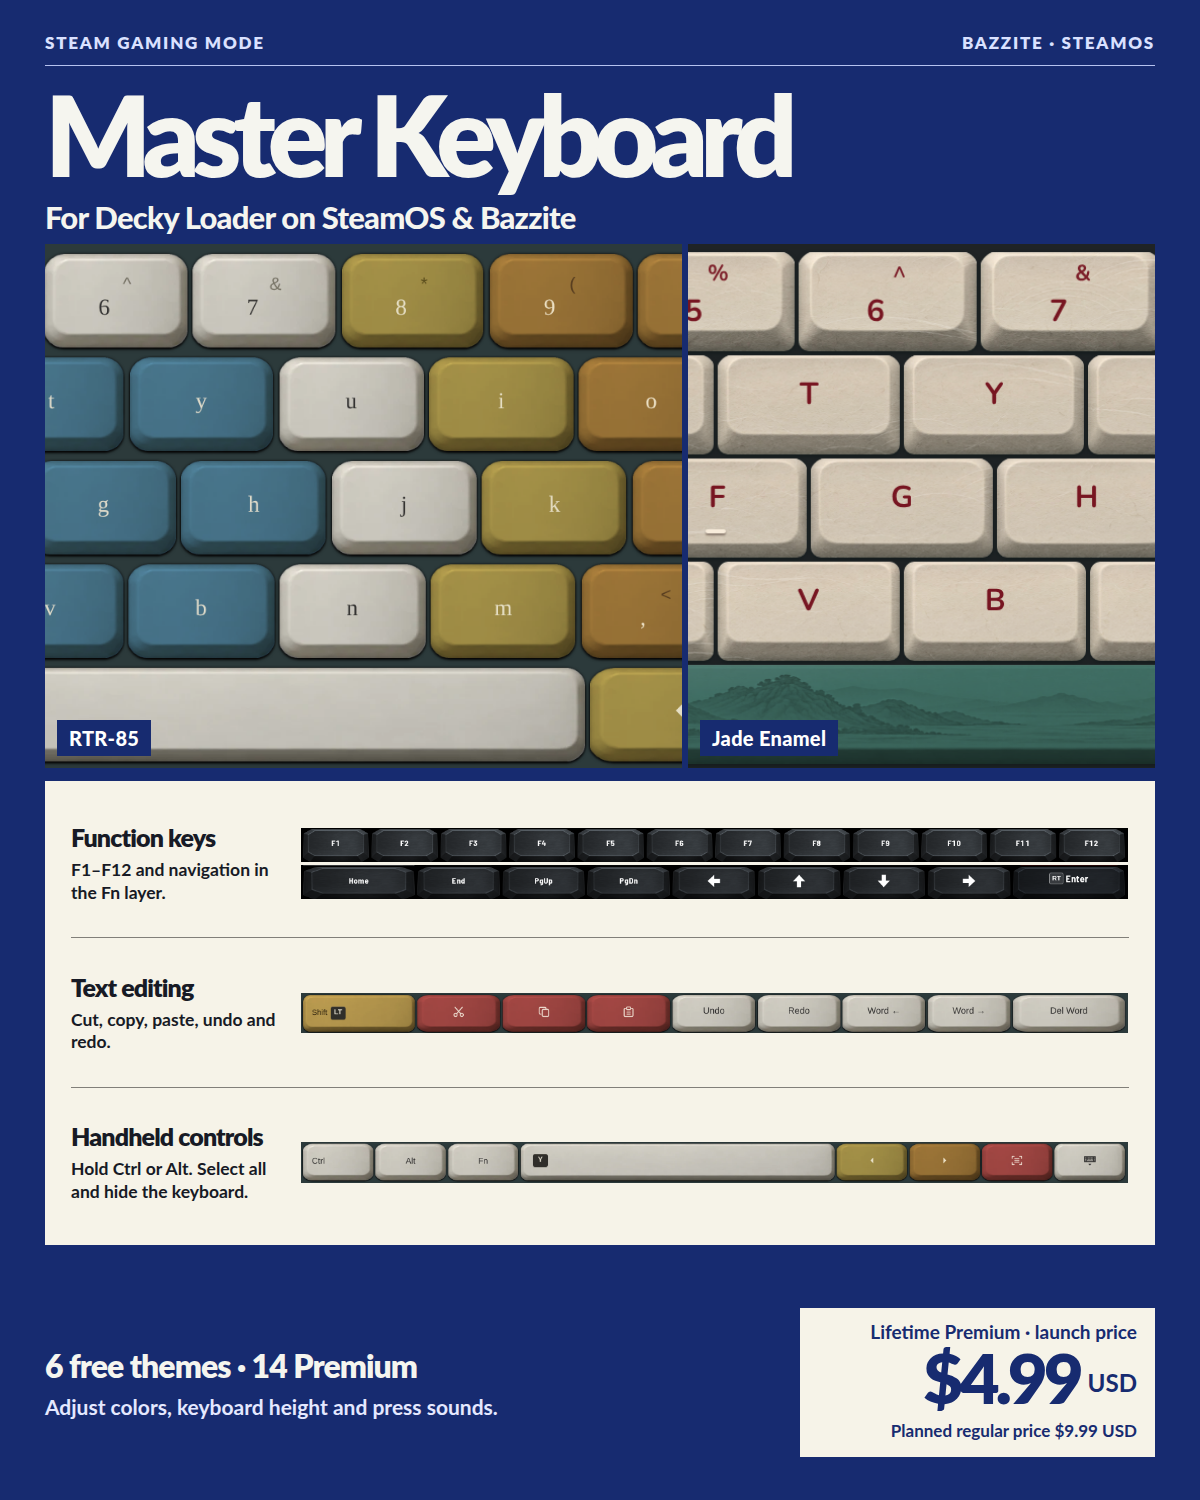 STEAM GAMING MODE
BAZZITE · STEAMOS
Master Keyboard
For Decky Loader on SteamOS & Bazzite
^ & * (
6 7 8 9
t y u i o
g h j k
v b n m , <
RTR-85
% ^ &
5 6 7
T Y
F G H
V B
Jade Enamel
Function keys
F1–F12 and navigation in
the Fn layer.
F1 F2 F3 F4 F5 F6 F7 F8 F9 F10 F11 F12
Home End PgUp PgDn ← ↑ ↓ → RT Enter
Text editing
Cut, copy, paste, undo and
redo.
Shift LT Undo Redo Word ← Word → Del Word
Handheld controls
Hold Ctrl or Alt. Select all
and hide the keyboard.
Ctrl Alt Fn Y
6 free themes · 14 Premium
Adjust colors, keyboard height and press sounds.
Lifetime Premium · launch price
$4.99 USD
Planned regular price $9.99 USD